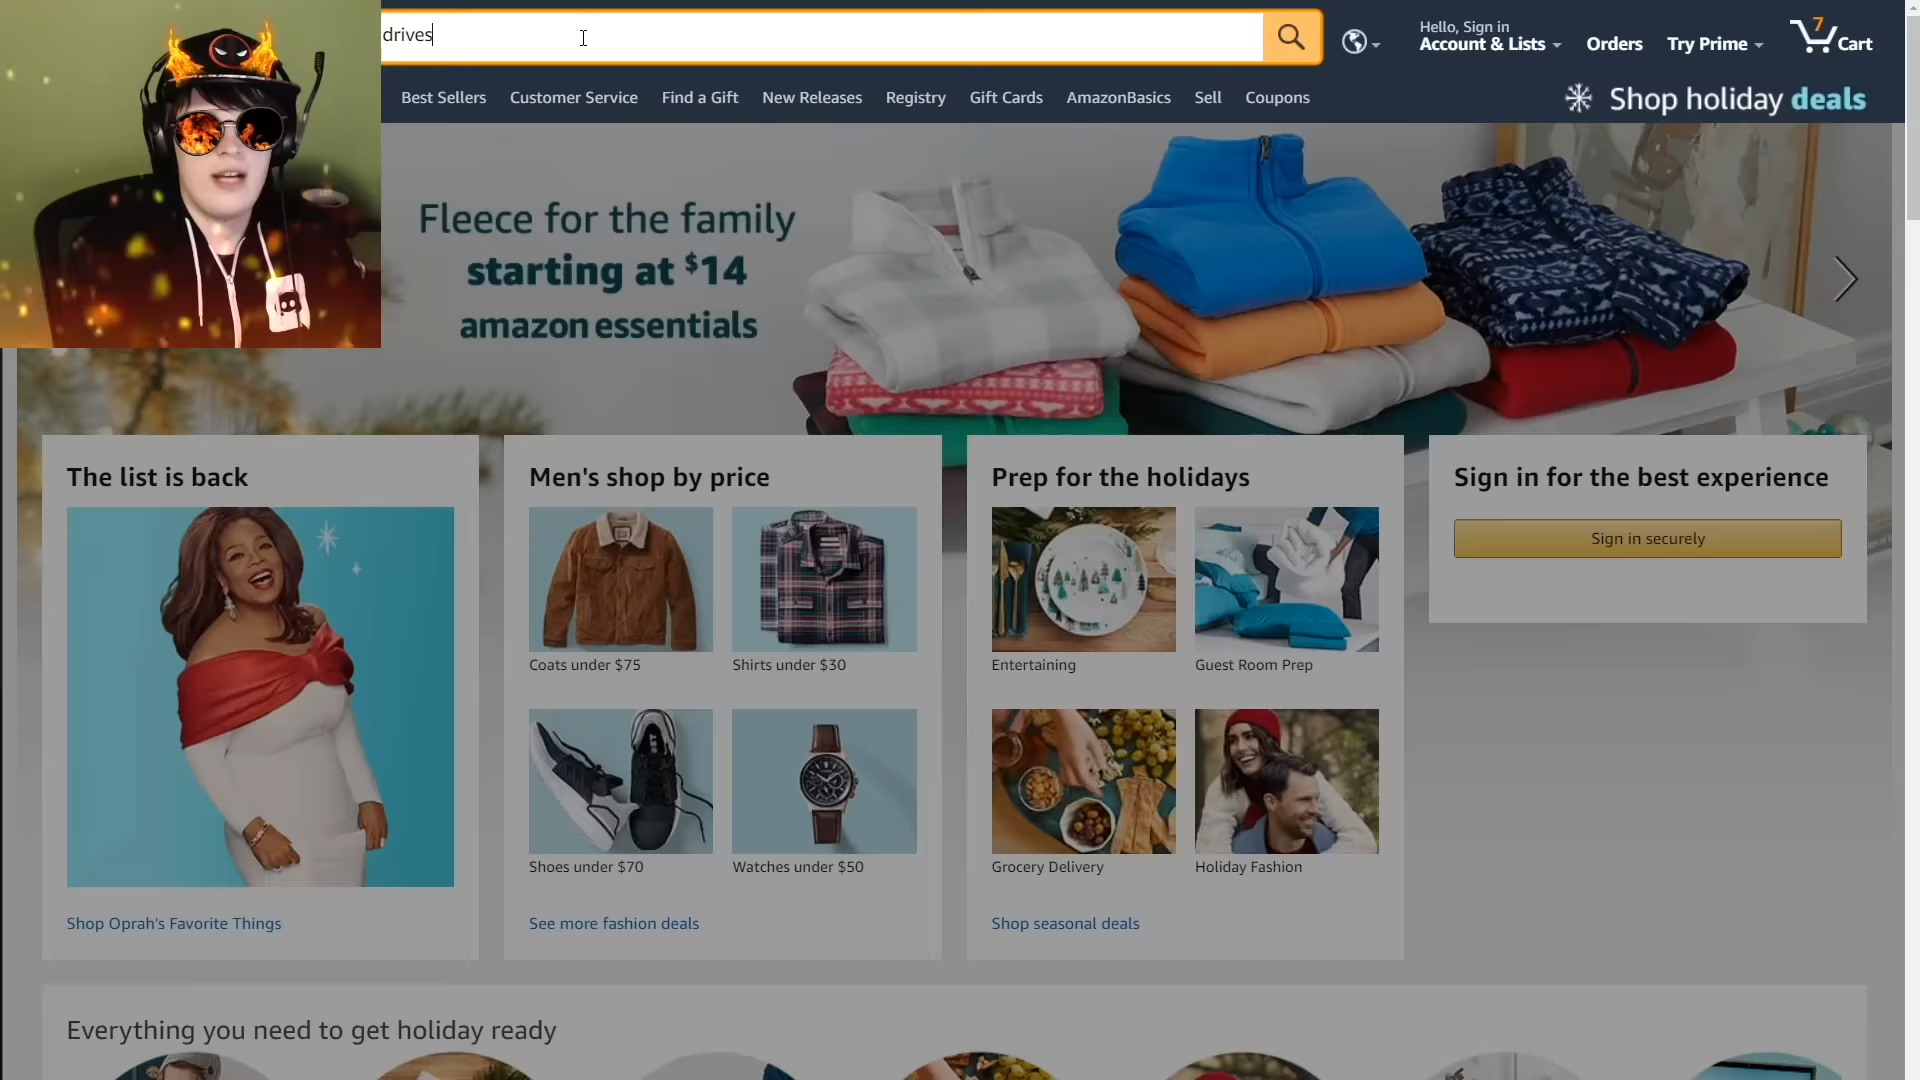 drives
Hello, Sign in
Account & Lists
Orders
Try Prime
7
Cart
Best Sellers
Customer Service
Find a Gift
New Releases
Registry
Gift Cards
AmazonBasics
Sell
Coupons
Shop holiday deals
Fleece for the family
starting at $14
amazon essentials
The list is back
Shop Oprah's Favorite Things
Men's shop by price
Coats under $75
Shirts under $30
Shoes under $70
Watches under $50
See more fashion deals
Prep for the holidays
Entertaining
Guest Room Prep
Grocery Delivery
Holiday Fashion
Shop seasonal deals
Sign in for the best experience
Sign in securely
Everything you need to get holiday ready